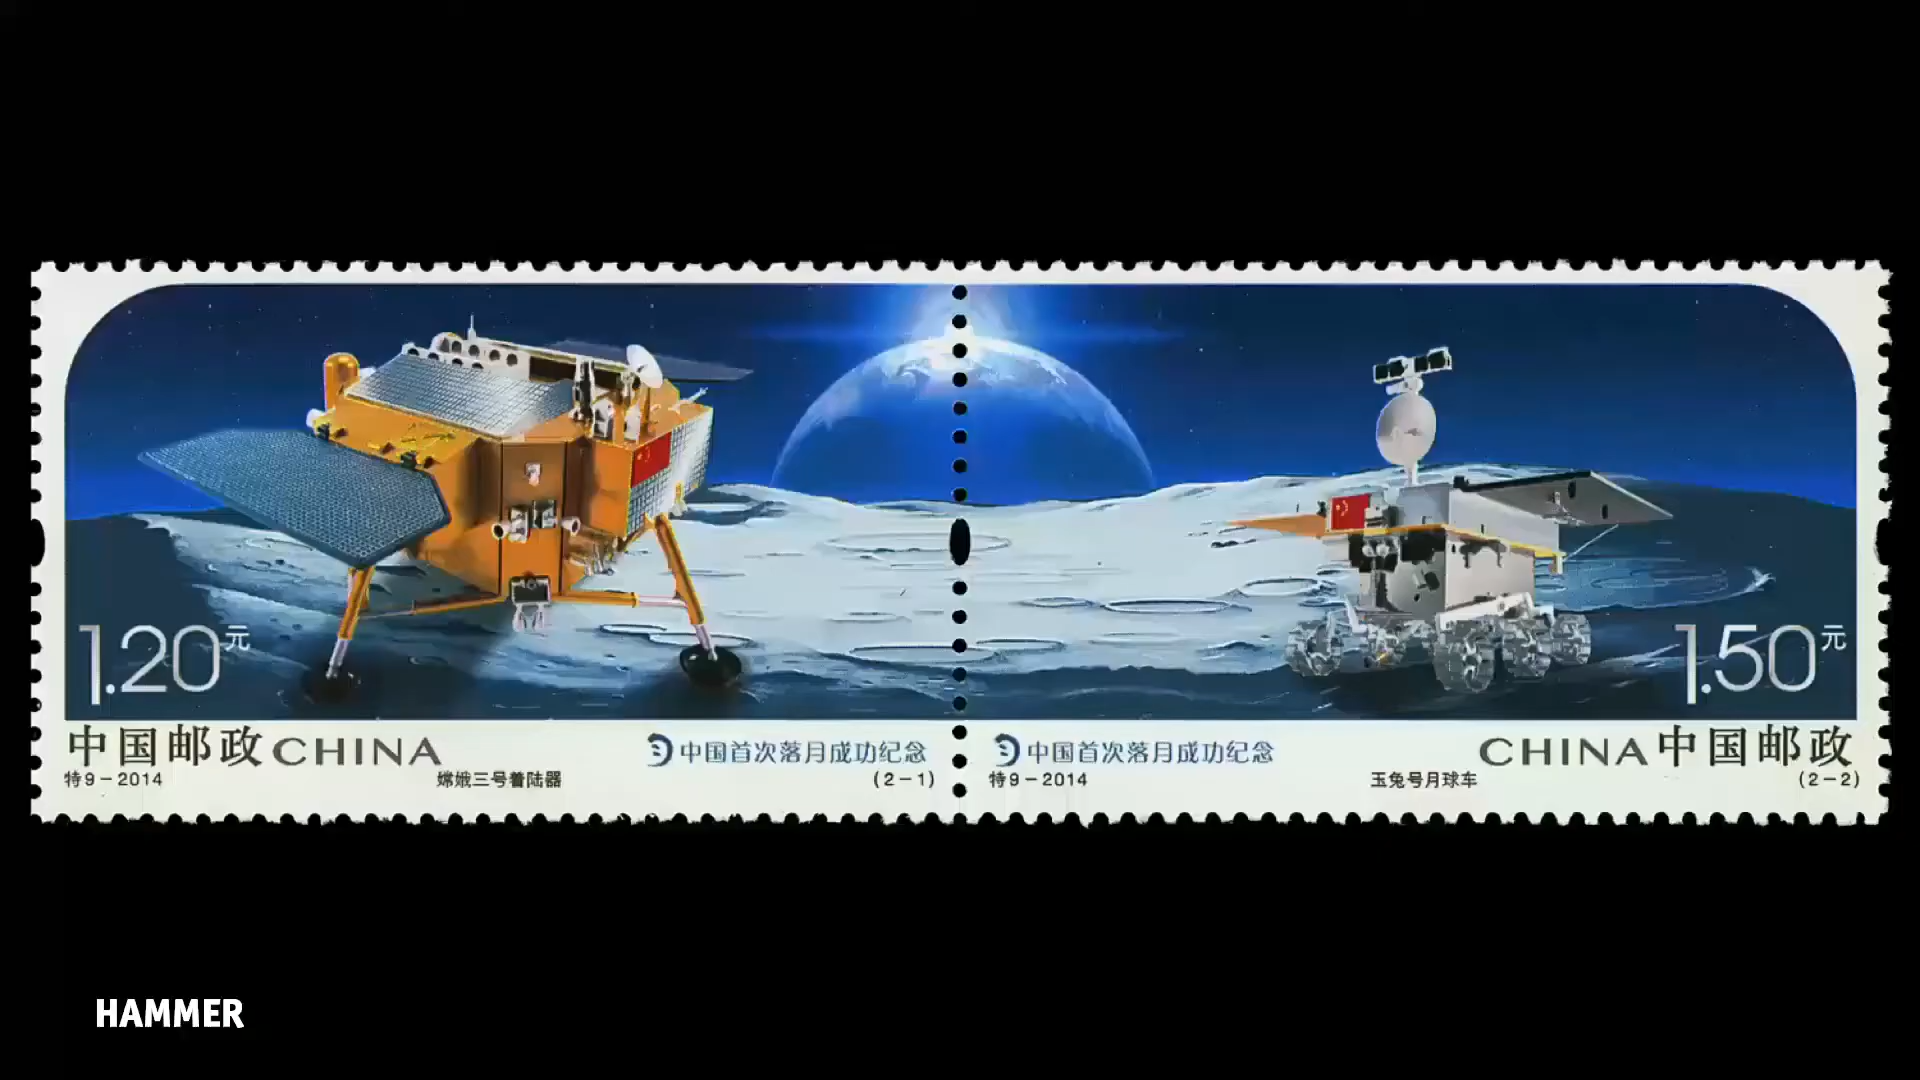 1.20元
1.50元
中国邮政CHINA
中国首次落月成功纪念
中国首次落月成功纪念
CHINA中国邮政
特9-2014
嫦娥三号着陆器
(2-1)
特9-2014
玉兔号月球车
(2-2)
HAMMER